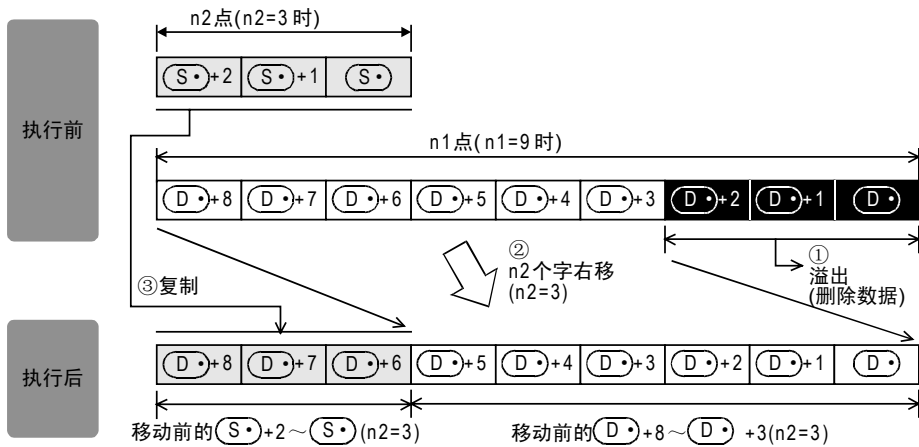 n2点(n2=3 时)
S•+2 S•+1 S•
执行前
n1点(n1=9 时)
D•+8 D•+7 D•+6 D•+5 D•+4 D•+3 D•+2 D•+1 D•
②
n2个字右移
(n2=3)
①
溢出
(删除数据)
③复制
执行后
D•+8 D•+7 D•+6 D•+5 D•+4 D•+3 D•+2 D•+1 D•
移动前的S•+2～S•(n2=3)
移动前的D•+8～D• +3(n2=3)